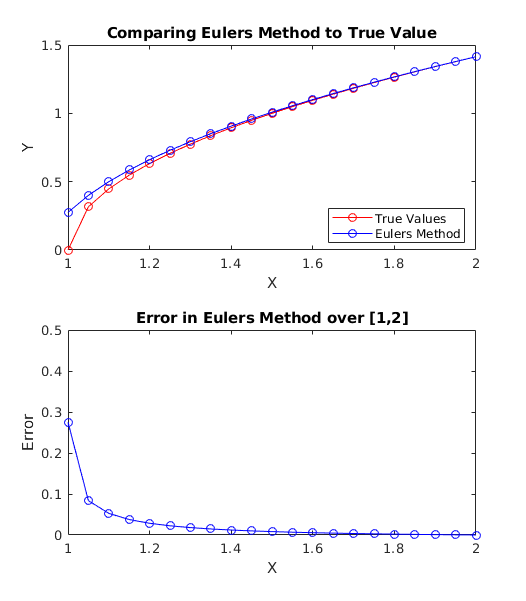 Comparing Eulers Method to True Value
1.5
1
0.5
0
Y
True Values
Eulers Method
1 1.2 1.4 1.6 1.8 2
X
Error in Eulers Method over [1,2]
0.5
0.4
0.3
0.2
0.1
0
Error
1 1.2 1.4 1.6 1.8 2
X